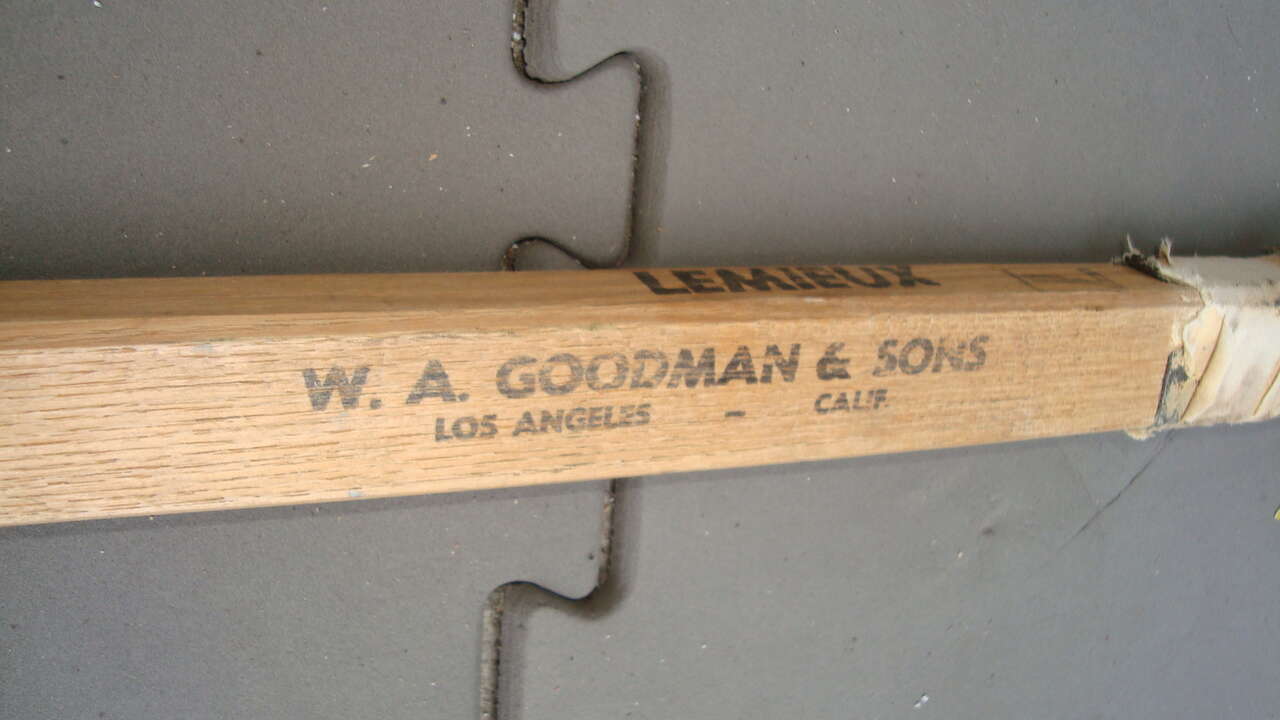 LEMIEUX
W. A. GOODMAN & SONS
LOS ANGELES - CALIF.